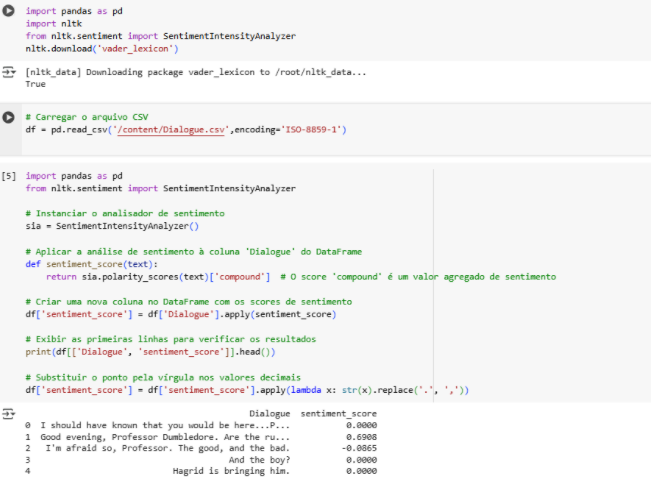 import pandas as pd
import nltk
from nltk.sentiment import SentimentIntensityAnalyzer
nltk.download('vader_lexicon')
[nltk_data] Downloading package vader_lexicon to /root/nltk_data...
True
# Carregar o arquivo CSV
df = pd.read_csv('/content/Dialogue.csv',encoding='ISO-8859-1')
[5] import pandas as pd
from nltk.sentiment import SentimentIntensityAnalyzer
# Instanciar o analisador de sentimento
sia = SentimentIntensityAnalyzer()
# Aplicar a análise de sentimento à coluna 'Dialogue' do DataFrame
def sentiment_score(text):
    return sia.polarity_scores(text)['compound']  # O score 'compound' é um valor agregado de sentimento
# Criar uma nova coluna no DataFrame com os scores de sentimento
df['sentiment_score'] = df['Dialogue'].apply(sentiment_score)
# Exibir as primeiras linhas para verificar os resultados
print(df[['Dialogue', 'sentiment_score']].head())
# Substituir o ponto pela vírgula nos valores decimais
df['sentiment_score'] = df['sentiment_score'].apply(lambda x: str(x).replace('.', ','))
Dialogue  sentiment_score
0  I should have known that you would be here...P...  0.0000
1  Good evening, Professor Dumbledore. Are the ru...  0.6908
2  I'm afraid so, Professor. The good, and the bad.  -0.0865
3  And the boy?  0.0000
4  Hagrid is bringing him.  0.0000